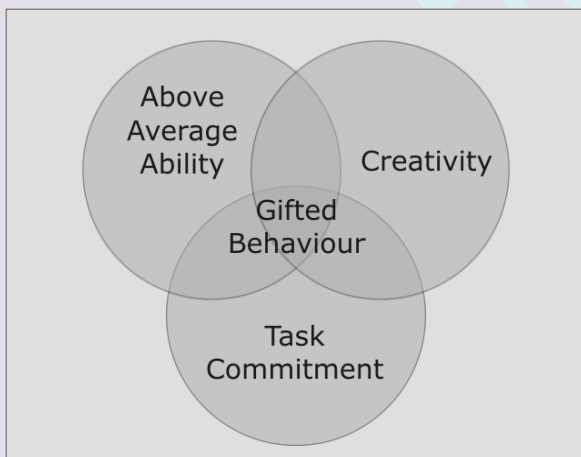 Above
Average
Ability
Creativity
Gifted
Behaviour
Task
Commitment